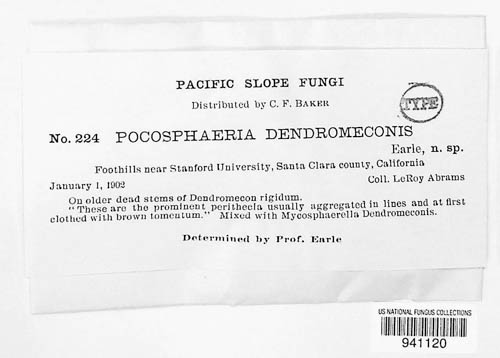 PACIFIC SLOPE FUNGI
Distributed by C. F. BAKER
TYPE
No. 224 POCOSPHAERIA DENDROMECONIS
Earle, n. sp.
Foothills near Stanford University, Santa Clara county, California
January 1, 1902 Coll. LeRoy Abrams
On older dead stems of Dendromecon rigidum.
"These are the prominent perithecia usually aggregated in lines and at first
clothed with brown tomentum." Mixed with Mycosphaerella Dendromeconis.
Determined by Prof. Earle
US NATIONAL FUNGUS COLLECTIONS
941120